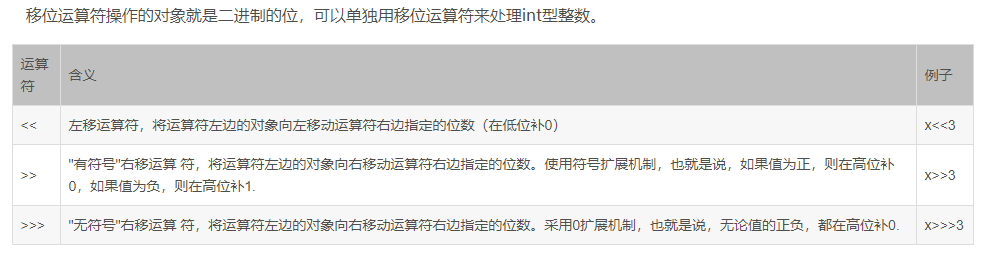 移位运算符操作的对象就是二进制的位，可以单独用移位运算符来处理int型整数。
运算
符
含义
例子
<<
左移运算符，将运算符左边的对象向左移动运算符右边指定的位数（在低位补0）
x<<3
>>
"有符号"右移运算 符，将运算符左边的对象向右移动运算符右边指定的位数。使用符号扩展机制，也就是说，如果值为正，则在高位补
0，如果值为负，则在高位补1.
x>>3
>>>
"无符号"右移运算 符，将运算符左边的对象向右移动运算符右边指定的位数。采用0扩展机制，也就是说，无论值的正负，都在高位补0.
x>>>3